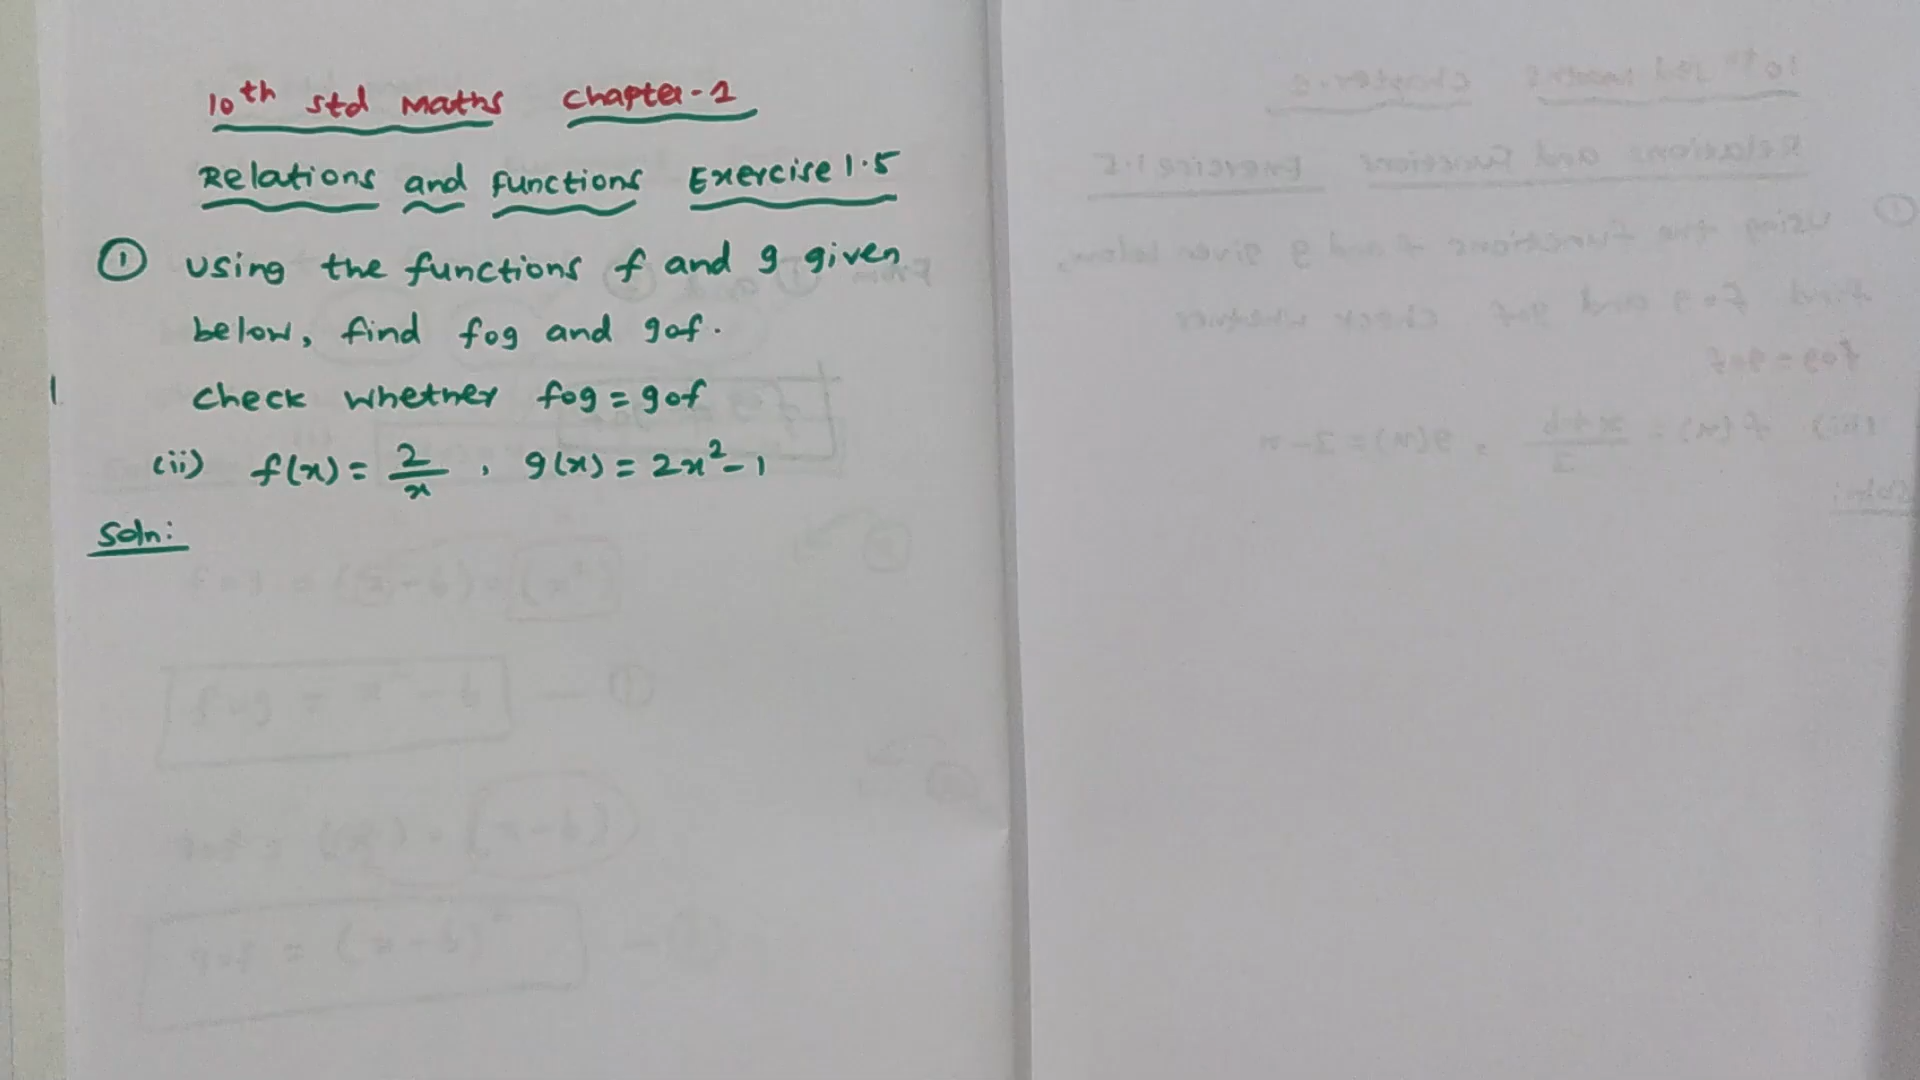 10th std Maths Chapter-1
Relations and functions Exercise 1.5
① using the functions f and g given
below, find fog and gof.
check whether fog = gof
(ii) f(x) = 2/x , g(x) = 2x²-1
Soln: